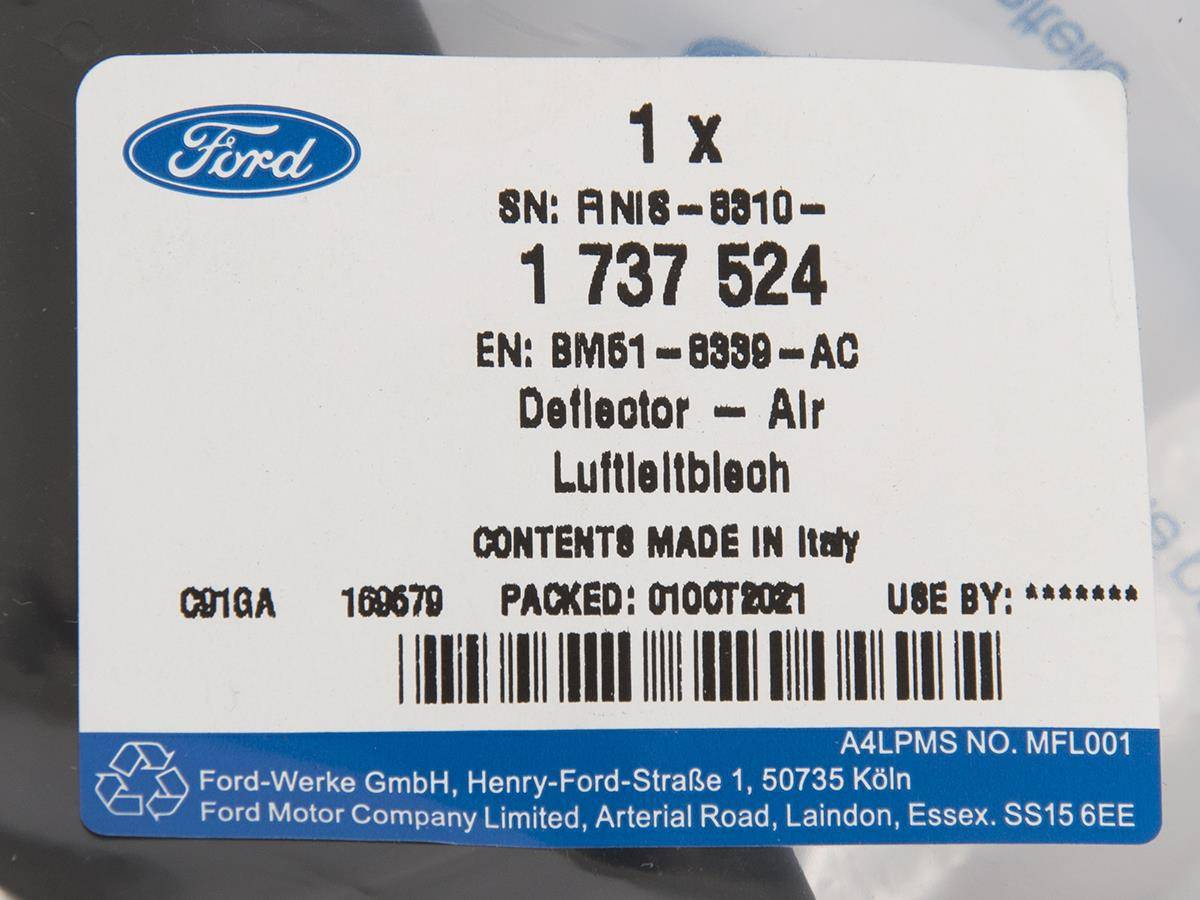 Ford
1 x
SN: RNIS-8310-
1 737 524
EN: BM51-8339-AC
Deflector - Air
Luftleitblech
CONTENTS MADE IN Italy
C91GA 169579 PACKED: 01OCT2021 USE BY: *******
A4LPMS NO. MFL001
Ford-Werke GmbH, Henry-Ford-Straße 1, 50735 Köln
Ford Motor Company Limited, Arterial Road, Laindon, Essex. SS15 6EE